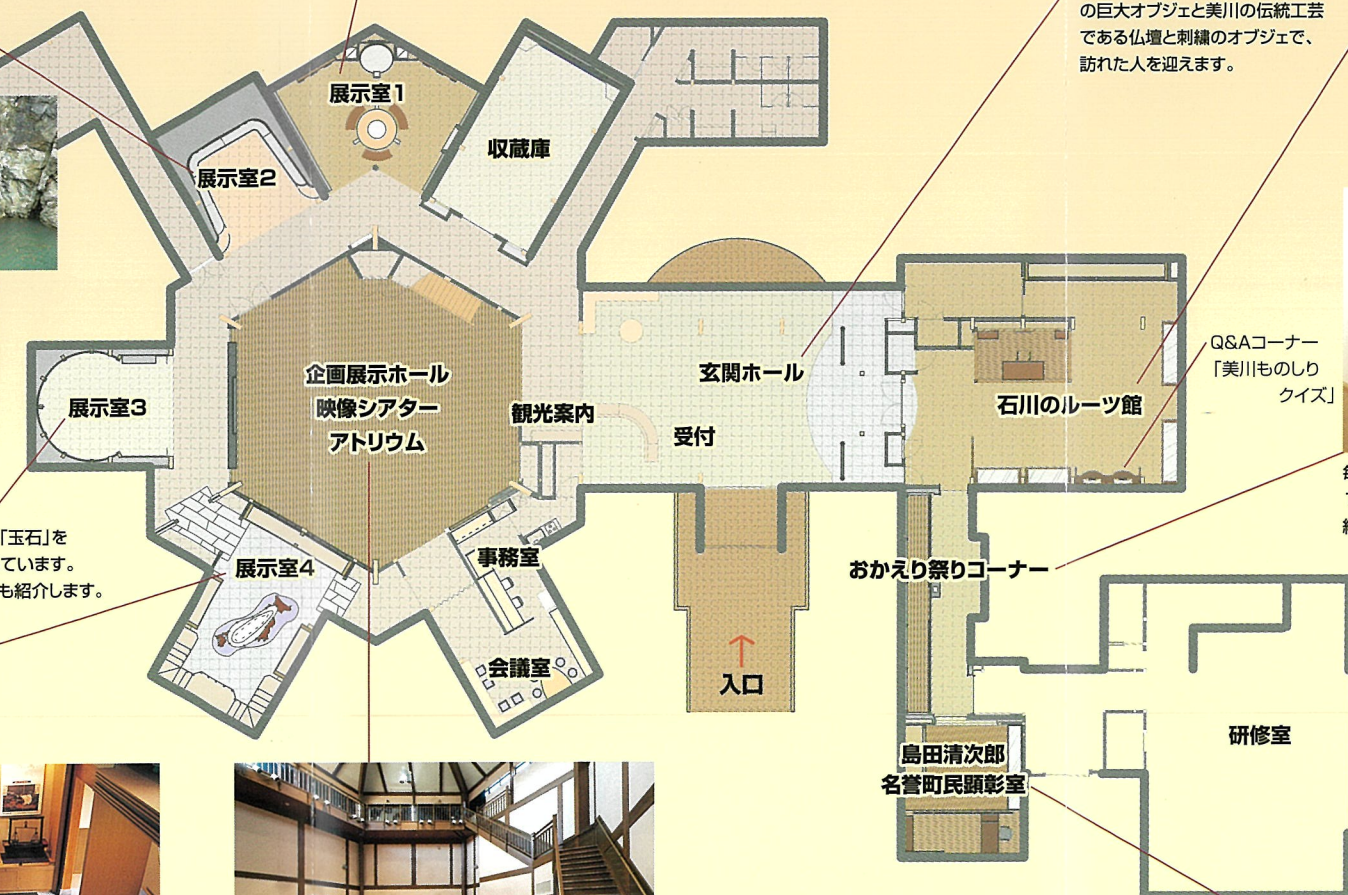 の巨大オブジェと美川の伝統工芸
である仏壇と刺繍のオブジェで、
訪れた人を迎えます。
展示室1
収蔵庫
展示室2
Q&Aコーナー
「美川ものしり
クイズ」
企画展示ホール
映像シアター
アトリウム
玄関ホール
展示室3
観光案内
受付
石川のルーツ館
「玉石」を
ています。
も紹介します。
展示室4
事務室
おかえり祭りコーナー
会議室
入口
島田清次郎
名誉町民顕彰室
研修室